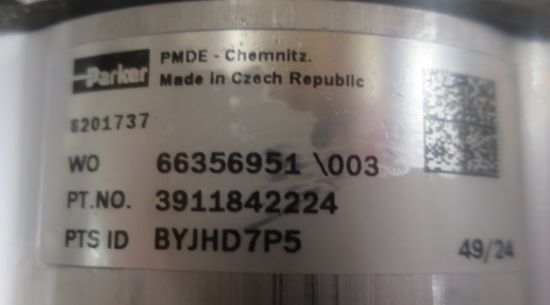 Parker
PMDE - Chemnitz.
Made in Czech Republic
8201737
WO 66356951 \003
PT.NO. 3911842224
PTS ID BYJHD7P5
49/24